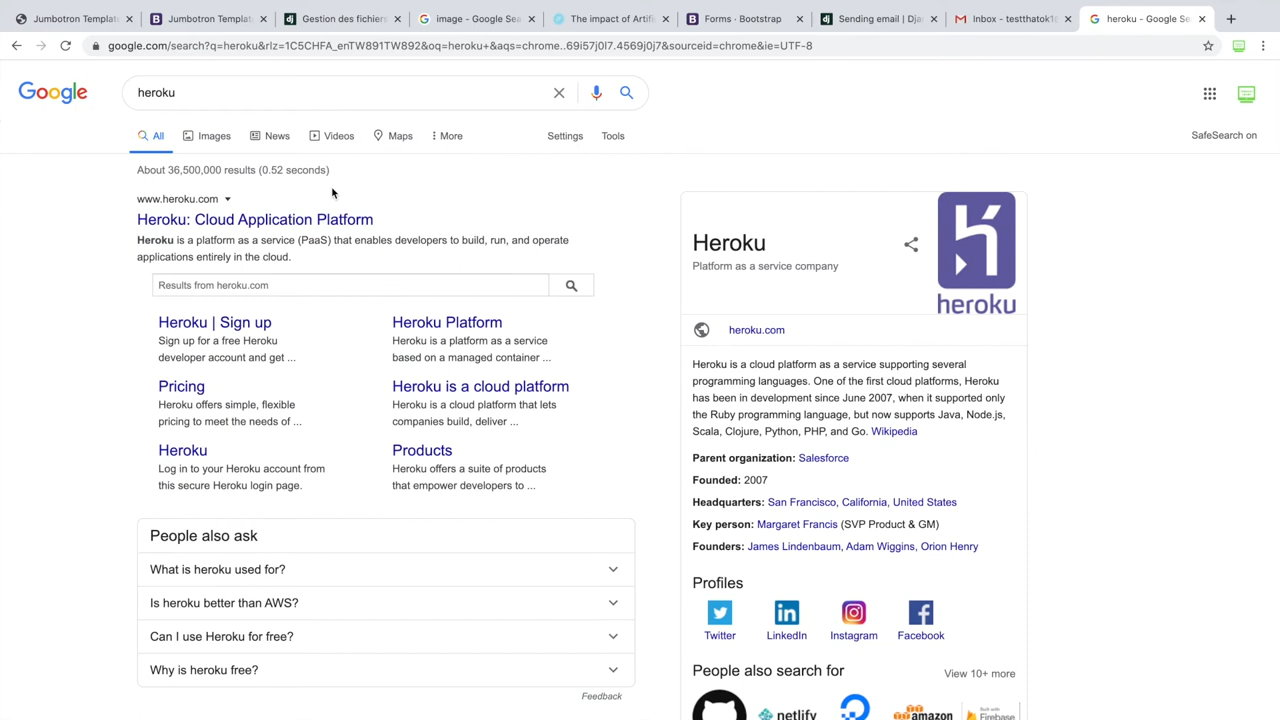 Jumbotron Templat
Jumbotron Templat
Gestion des fichiers
image - Google Sea
The impact of Artific
Forms · Bootstrap
Sending email | Dja
Inbox - testthatok10
heroku - Google Se
google.com/search?q=heroku&rlz=1C5CHFA_enTW891TW892&oq=heroku+&aqs=chrome..69i57j0l7.4569j0j7&sourceid=chrome&ie=UTF-8
Google
heroku
All
Images
News
Videos
Maps
More
Settings
Tools
SafeSearch on
About 36,500,000 results (0.52 seconds)
www.heroku.com
Heroku: Cloud Application Platform
Heroku is a platform as a service (PaaS) that enables developers to build, run, and operate
applications entirely in the cloud.
Results from heroku.com
Heroku | Sign up
Sign up for a free Heroku
developer account and get ...
Heroku Platform
Heroku is a platform as a service
based on a managed container ...
Pricing
Heroku offers simple, flexible
pricing to meet the needs of ...
Heroku is a cloud platform
Heroku is a cloud platform that lets
companies build, deliver ...
Heroku
Log in to your Heroku account from
this secure Heroku login page.
Products
Heroku offers a suite of products
that empower developers to ...
People also ask
What is heroku used for?
Is heroku better than AWS?
Can I use Heroku for free?
Why is heroku free?
Feedback
Heroku
Platform as a service company
heroku
heroku.com
Heroku is a cloud platform as a service supporting several
programming languages. One of the first cloud platforms, Heroku
has been in development since June 2007, when it supported only
the Ruby programming language, but now supports Java, Node.js,
Scala, Clojure, Python, PHP, and Go. Wikipedia
Parent organization: Salesforce
Founded: 2007
Headquarters: San Francisco, California, United States
Key person: Margaret Francis (SVP Product & GM)
Founders: James Lindenbaum, Adam Wiggins, Orion Henry
Profiles
Twitter
LinkedIn
Instagram
Facebook
People also search for
View 10+ more
netlify
amazon
Firebase